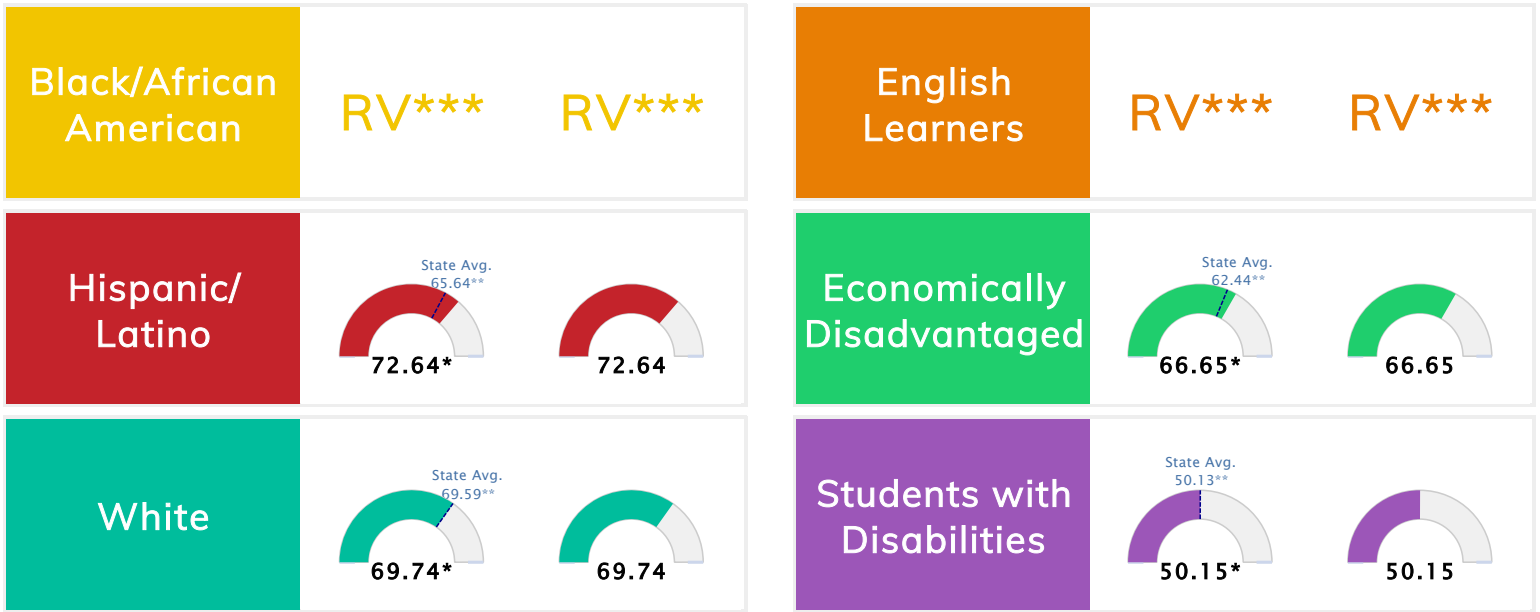 Black/African
American
RV*** RV***
English
Learners
RV*** RV***
Hispanic/
Latino
State Avg.
65.64**
72.64* 72.64
Economically
Disadvantaged
State Avg.
62.44**
66.65* 66.65
White
State Avg.
69.59**
69.74* 69.74
Students with
Disabilities
State Avg.
50.13**
50.15* 50.15